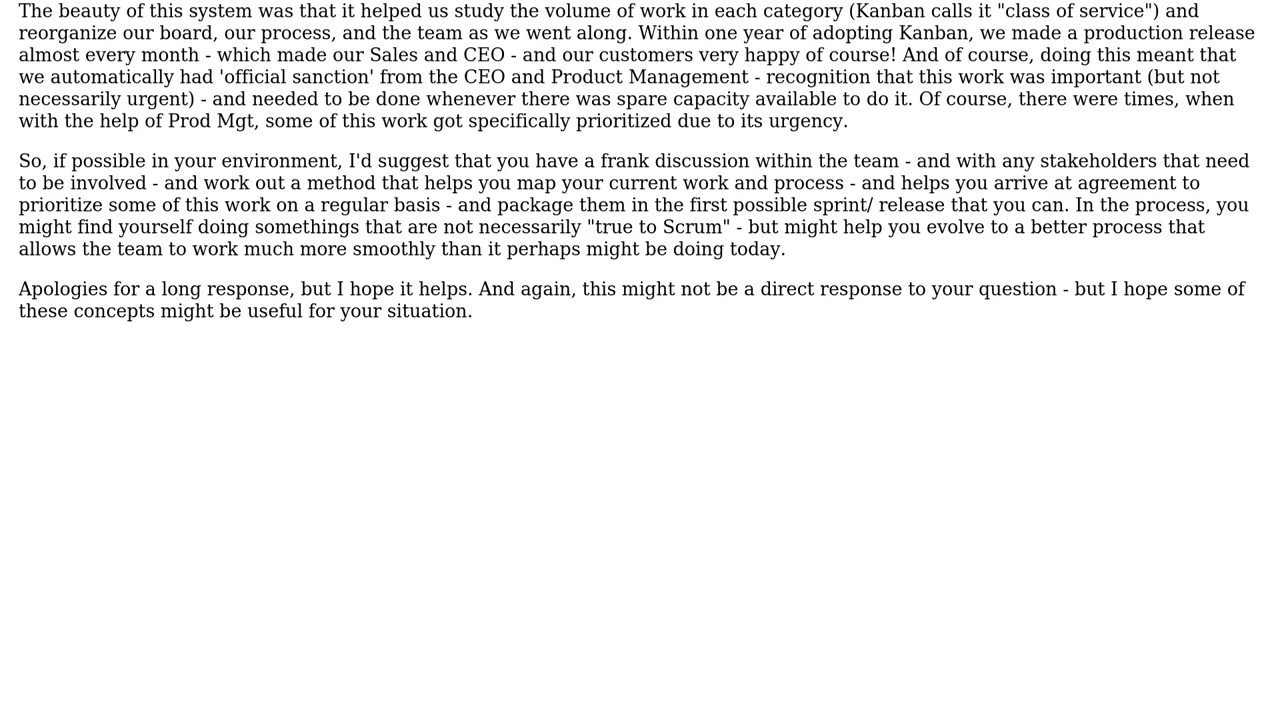 The beauty of this system was that it helped us study the volume of work in each category (Kanban calls it "class of service") and
reorganize our board, our process, and the team as we went along. Within one year of adopting Kanban, we made a production release
almost every month - which made our Sales and CEO - and our customers very happy of course! And of course, doing this meant that
we automatically had 'official sanction' from the CEO and Product Management - recognition that this work was important (but not
necessarily urgent) - and needed to be done whenever there was spare capacity available to do it. Of course, there were times, when
with the help of Prod Mgt, some of this work got specifically prioritized due to its urgency.
So, if possible in your environment, I'd suggest that you have a frank discussion within the team - and with any stakeholders that need
to be involved - and work out a method that helps you map your current work and process - and helps you arrive at agreement to
prioritize some of this work on a regular basis - and package them in the first possible sprint/ release that you can. In the process, you
might find yourself doing somethings that are not necessarily "true to Scrum" - but might help you evolve to a better process that
allows the team to work much more smoothly than it perhaps might be doing today.
Apologies for a long response, but I hope it helps. And again, this might not be a direct response to your question - but I hope some of
these concepts might be useful for your situation.